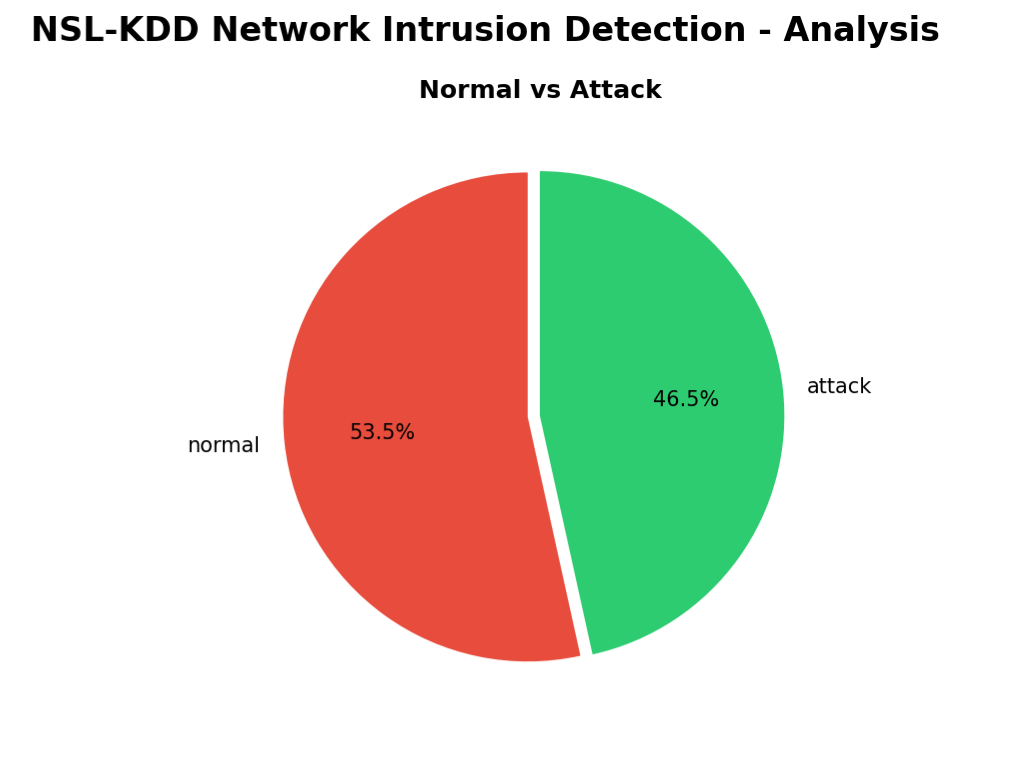 NSL-KDD Network Intrusion Detection - Analysis
Normal vs Attack
46.5%
attack
53.5%
normal